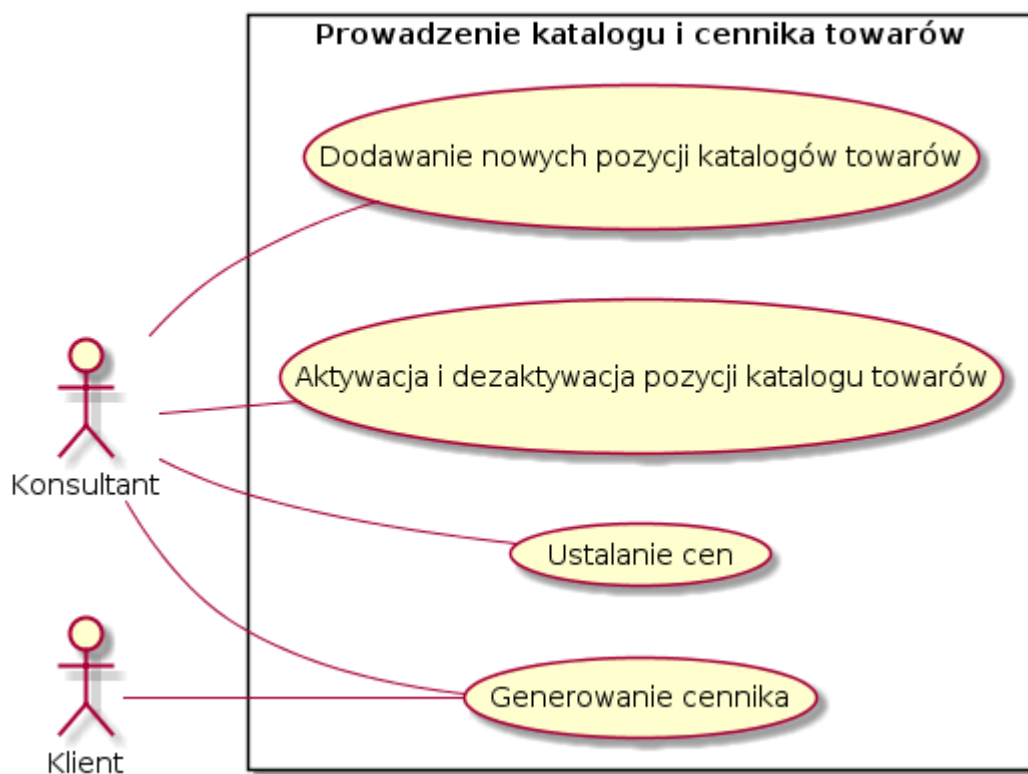 Prowadzenie katalogu i cennika towarów
Dodawanie nowych pozycji katalogów towarów
Aktywacja i dezaktywacja pozycji katalogu towarów
Konsultant
Ustalanie cen
Generowanie cennika
Klient